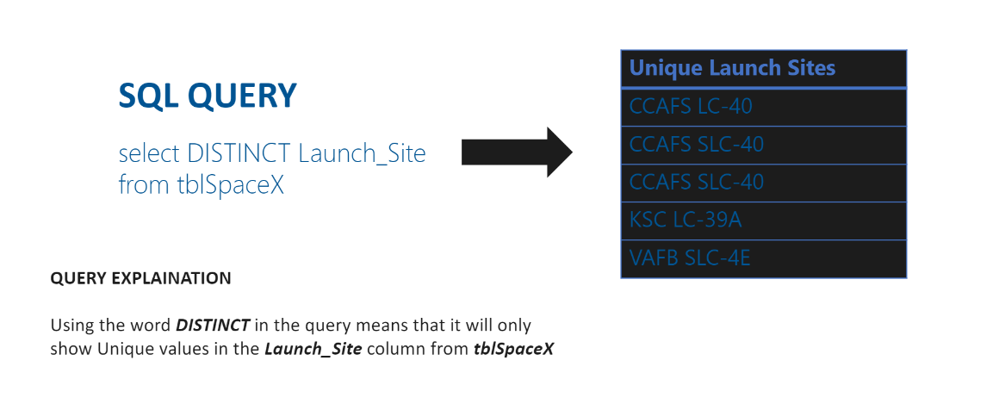 SQL QUERY
select DISTINCT Launch_Site
from tblSpaceX
Unique Launch Sites
CCAFS LC-40
CCAFS SLC-40
CCAFS SLC-40
KSC LC-39A
VAFB SLC-4E
QUERY EXPLAINATION
Using the word DISTINCT in the query means that it will only
show Unique values in the Launch_Site column from tblSpaceX